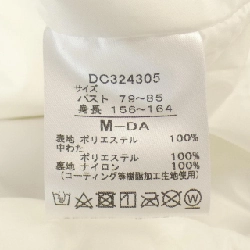 DC324305
サイズ
バスト 79~85
身長 156~164
M-DA
表地 ポリエステル 100%
中わた
ポリエステル 100%
裏地 ナイロン 100%
(コーティング等樹脂加工生地使用)